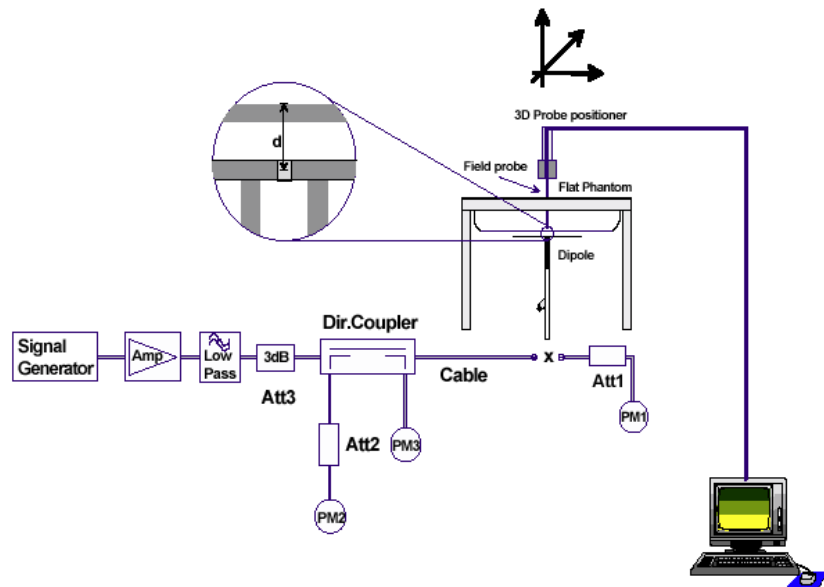 3D Probe positioner
d
Field probe
Flat Phantom
Dipole
Dir.Coupler
Signal
Generator
Amp
Low
Pass
3dB
Cable
x
Att1
Att3
PM1
Att2
PM3
PM2